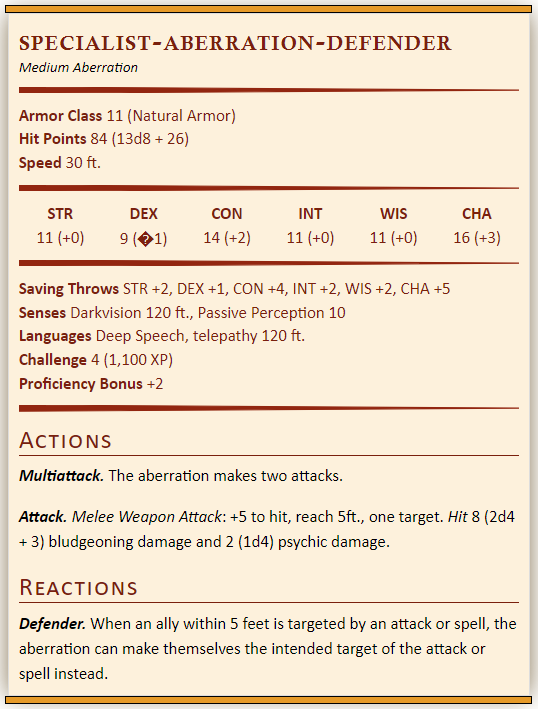 SPECIALIST-ABERRATION-DEFENDER
Medium Aberration
Armor Class 11 (Natural Armor)
Hit Points 84 (13d8 + 26)
Speed 30 ft.
STR DEX CON INT WIS CHA
11 (+0) 9 (�1) 14 (+2) 11 (+0) 11 (+0) 16 (+3)
Saving Throws STR +2, DEX +1, CON +4, INT +2, WIS +2, CHA +5
Senses Darkvision 120 ft., Passive Perception 10
Languages Deep Speech, telepathy 120 ft.
Challenge 4 (1,100 XP)
Proficiency Bonus +2
ACTIONS
Multiattack. The aberration makes two attacks.
Attack. Melee Weapon Attack: +5 to hit, reach 5ft., one target. Hit 8 (2d4
+ 3) bludgeoning damage and 2 (1d4) psychic damage.
REACTIONS
Defender. When an ally within 5 feet is targeted by an attack or spell, the
aberration can make themselves the intended target of the attack or
spell instead.